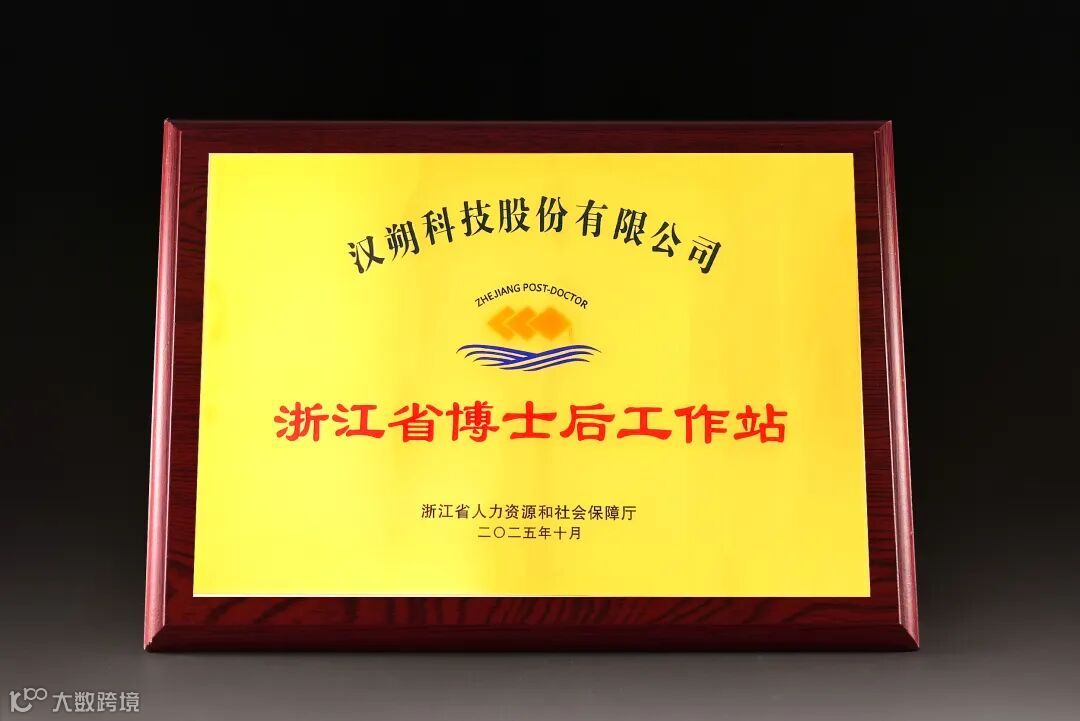 汉朔科技股份有限公司
ZHEJIANG POST-DOCTOR
浙江省博士后工作站
浙江省人力资源和社会保障厅
二〇二五年十月
大数跨境